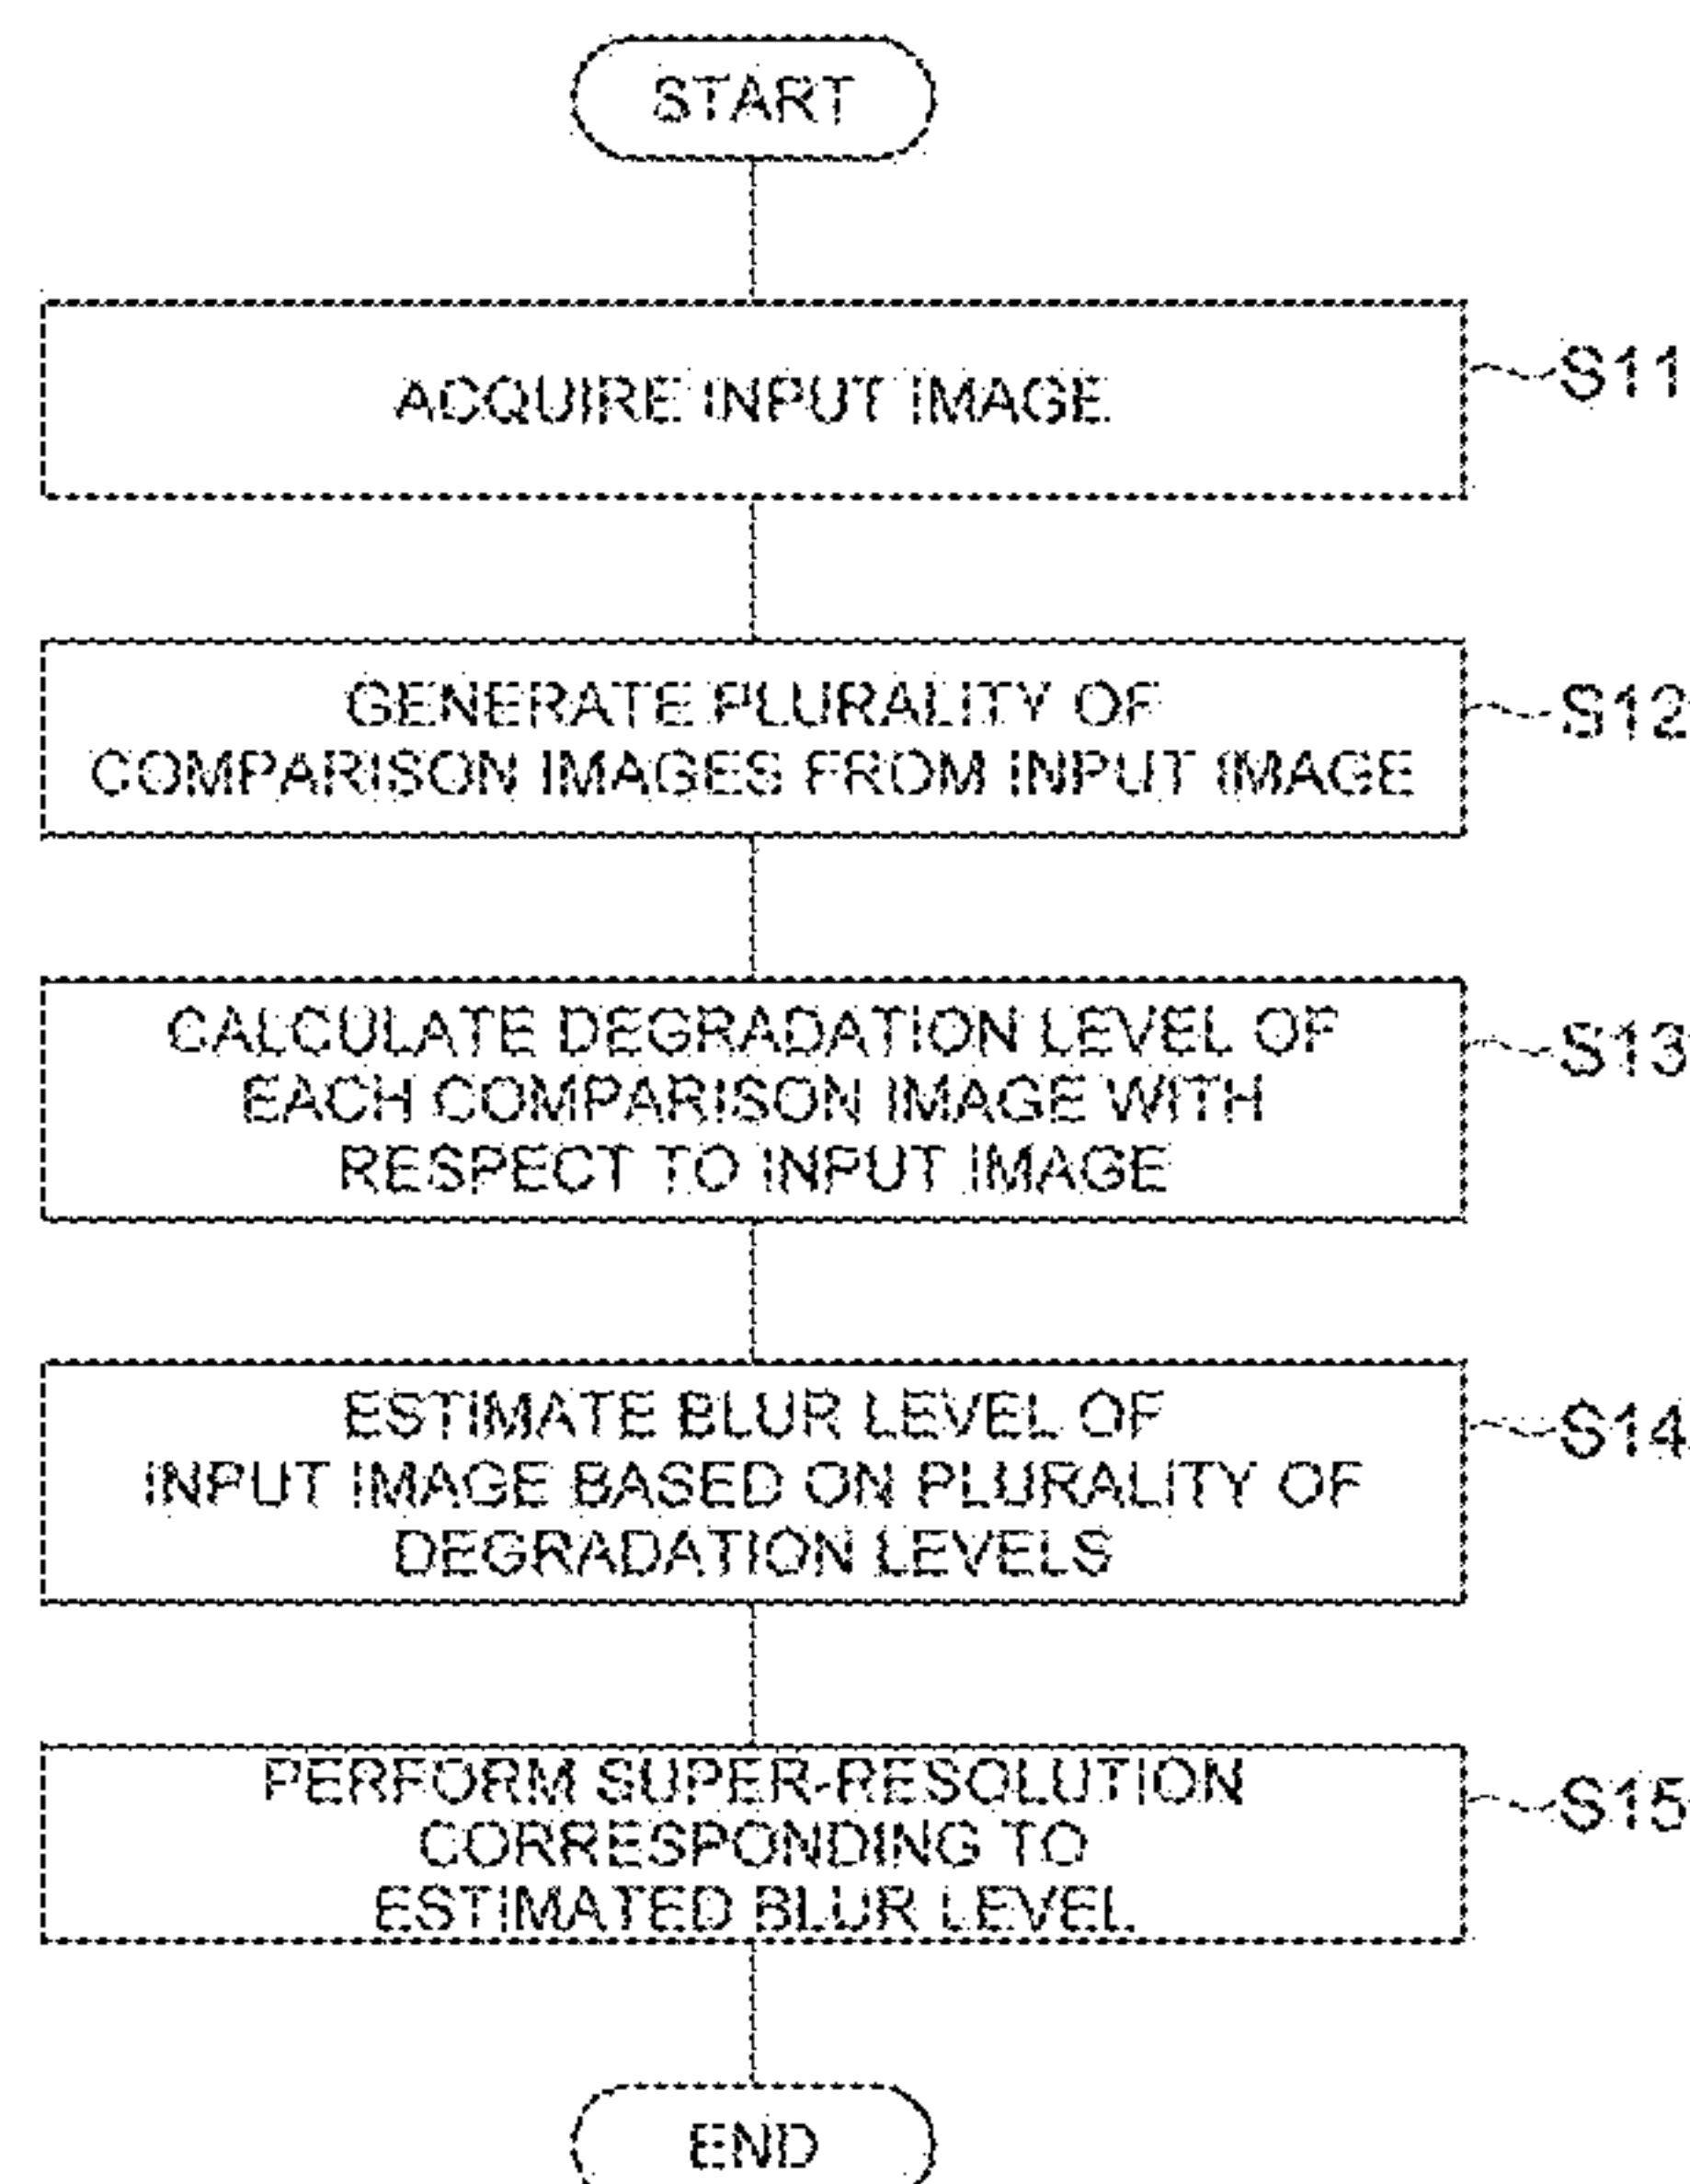 START
ACQUIRE INPUT IMAGE
S11
GENERATE PLURALITY OF
COMPARISON IMAGES FROM INPUT IMAGE
S12
CALCULATE DEGRADATION LEVEL OF
EACH COMPARISON IMAGE WITH
RESPECT TO INPUT IMAGE
S13
ESTIMATE BLUR LEVEL OF
INPUT IMAGE BASED ON PLURALITY OF
DEGRADATION LEVELS
S14
PERFORM SUPER-RESOLUTION
CORRESPONDING TO
ESTIMATED BLUR LEVEL
S15
END